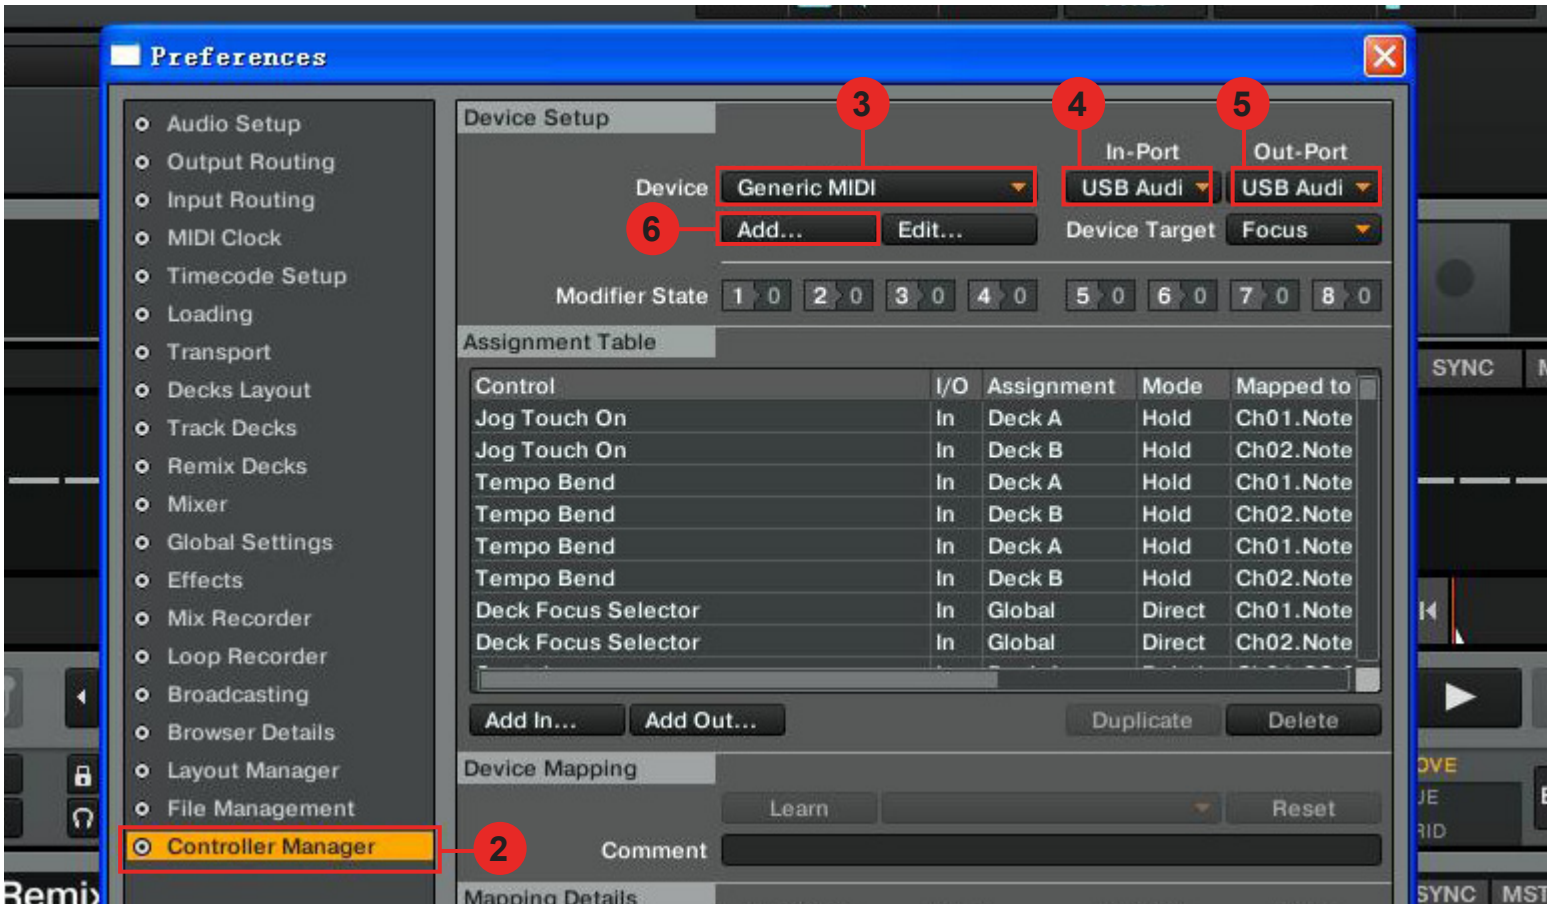 Preferences
Audio Setup
Output Routing
Input Routing
MIDI Clock
Timecode Setup
Loading
Transport
Decks Layout
Track Decks
Remix Decks
Mixer
Global Settings
Effects
Mix Recorder
Loop Recorder
Broadcasting
Browser Details
Layout Manager
File Management
Controller Manager
2
Device Setup
3
4
5
In-Port
Out-Port
Device
Generic MIDI
USB Audi
USB Audi
6
Add...
Edit...
Device Target
Focus
Modifier State
1 0 2 0 3 0 4 0 5 0 6 0 7 0 8 0
Assignment Table
Control I/O Assignment Mode Mapped to
Jog Touch On In Deck A Hold Ch01.Note
Jog Touch On In Deck B Hold Ch02.Note
Tempo Bend In Deck A Hold Ch01.Note
Tempo Bend In Deck B Hold Ch02.Note
Tempo Bend In Deck A Hold Ch01.Note
Tempo Bend In Deck B Hold Ch02.Note
Deck Focus Selector In Global Direct Ch01.Note
Deck Focus Selector In Global Direct Ch02.Note
Add In...
Add Out...
Duplicate
Delete
Device Mapping
Learn
Reset
Comment
Mapping Details
SYNC
SYNC
MST